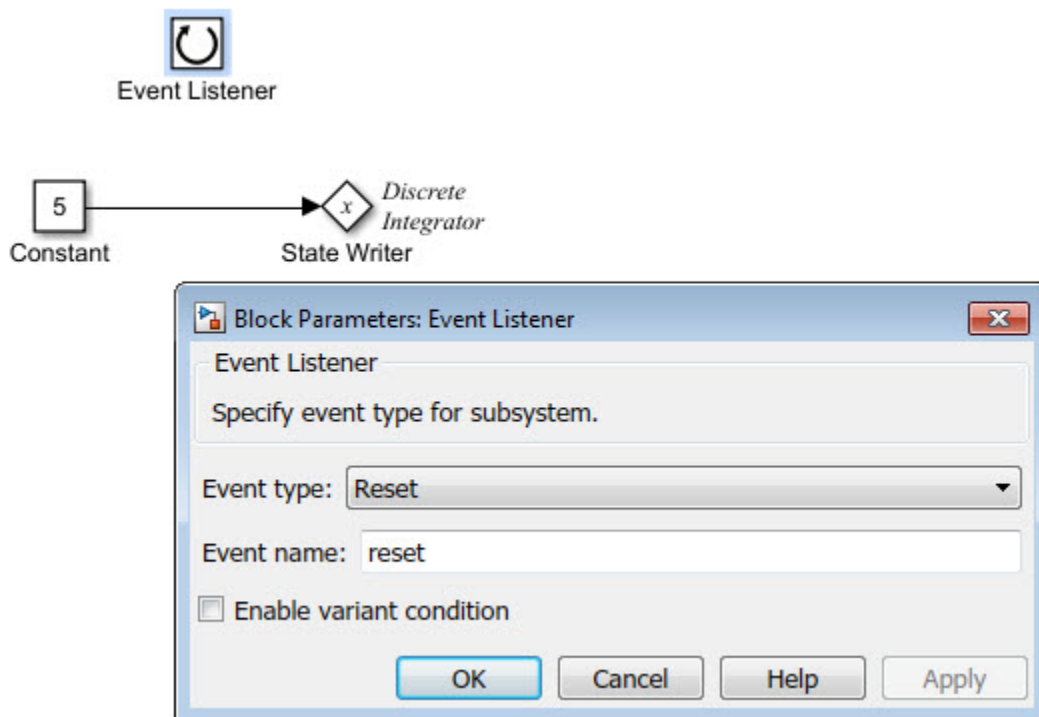 Event Listener
5
x
Discrete
Integrator
Constant
State Writer
Block Parameters: Event Listener
Event Listener
Specify event type for subsystem.
Event type: Reset
Event name: reset
Enable variant condition
OK Cancel Help Apply